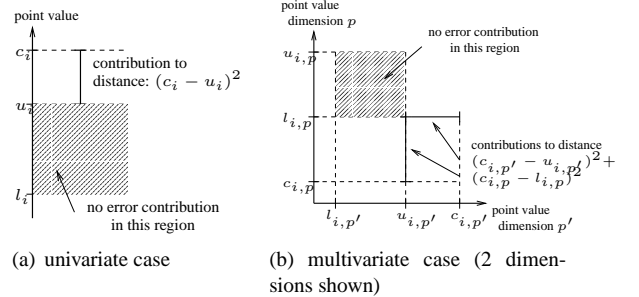 point value
c_i
contribution to
distance: (c_i − u_i)^2
u_i
l_i
no error contribution
in this region
(a) univariate case
point value
dimension p
u_{i,p}
no error contribution
in this region
l_{i,p}
contributions to distance
(c_{i,p'} − u_{i,p'})^2+
(c_{i,p} − l_{i,p})^2
c_{i,p}
l_{i,p'}
u_{i,p'}
c_{i,p'}
point value
dimension p'
(b) multivariate case (2 dimen-
sions shown)